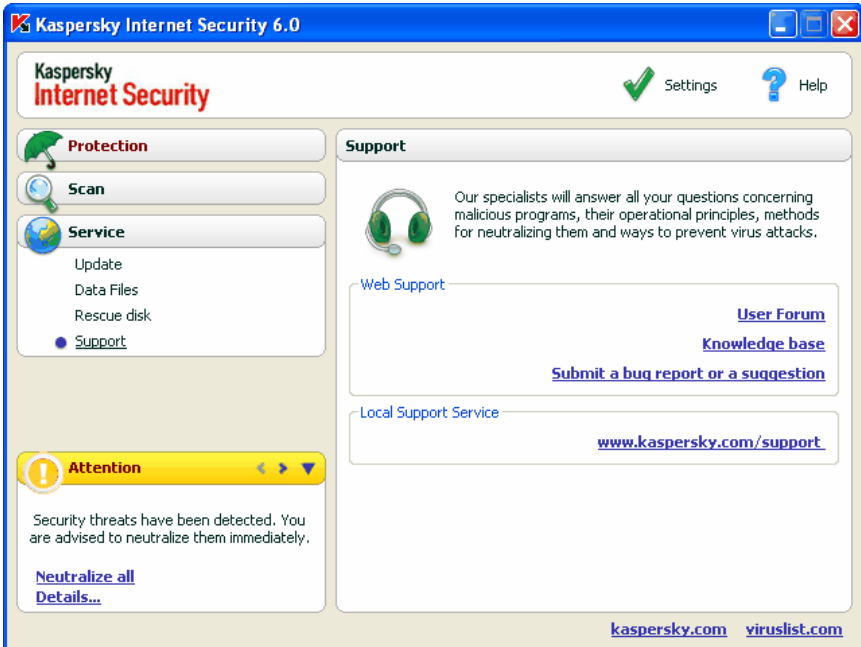 Kaspersky Internet Security 6.0
Kaspersky
Internet Security
Settings
Help
Protection
Scan
Service
Update
Data Files
Rescue disk
Support
Attention
Security threats have been detected. You
are advised to neutralize them immediately.
Neutralize all
Details...
Support
Our specialists will answer all your questions concerning
malicious programs, their operational principles, methods
for neutralizing them and ways to prevent virus attacks.
Web Support
User Forum
Knowledge base
Submit a bug report or a suggestion
Local Support Service
www.kaspersky.com/support
kaspersky.com viruslist.com